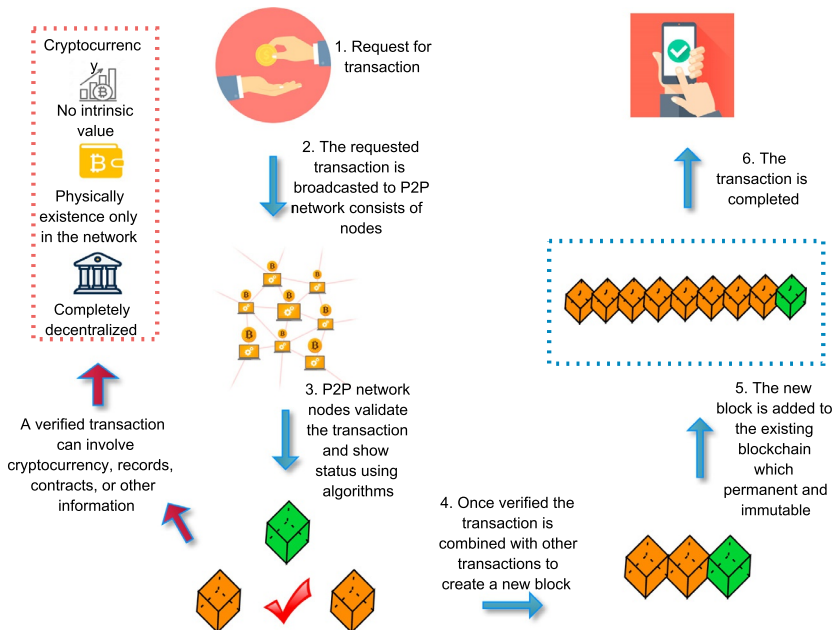 Cryptocurrenc
y
No intrinsic
value
Physically
existence only
in the network
Completely
decentralized
A verified transaction
can involve
cryptocurrency, records,
contracts, or other
information
1. Request for
transaction
2. The requested
transaction is
broadcasted to P2P
network consists of
nodes
3. P2P network
nodes validate
the transaction
and show
status using
algorithms
4. Once verified the
transaction is
combined with other
transactions to
create a new block
5. The new
block is added to
the existing
blockchain
which
permanent and
immutable
6. The
transaction is
completed